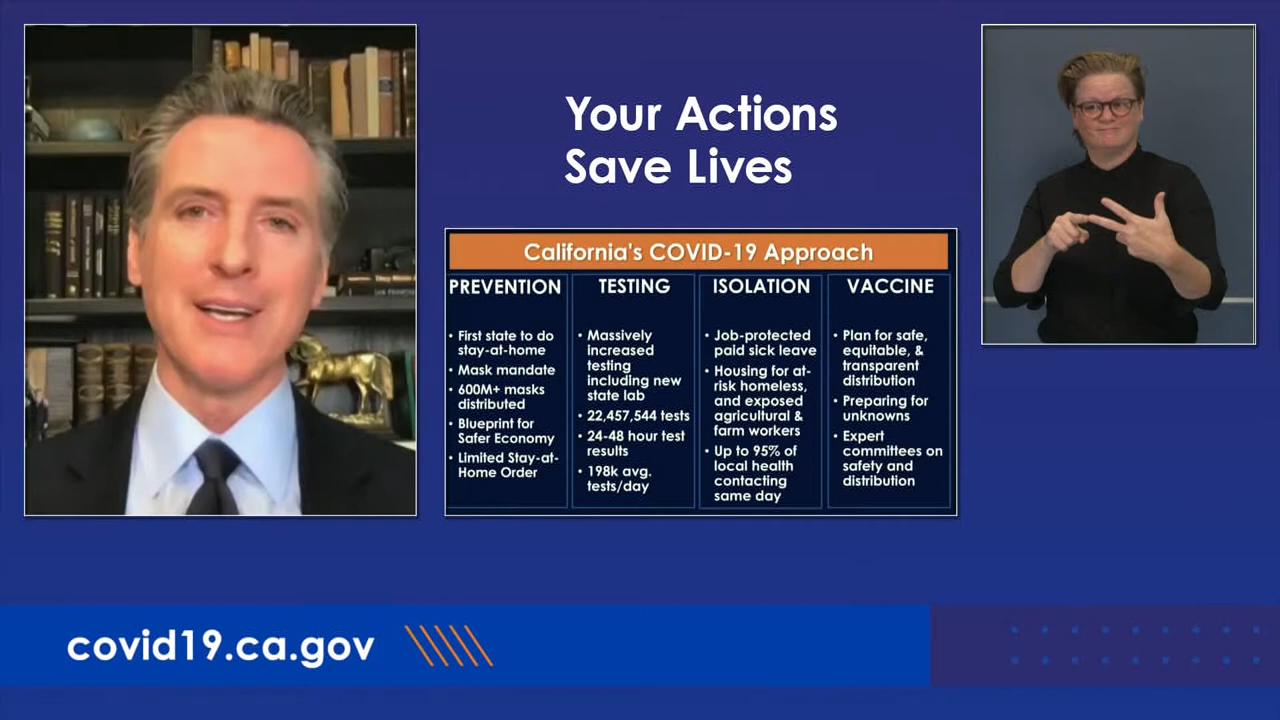 Your Actions
Save Lives
California's COVID-19 Approach
PREVENTION
• First state to do
stay-at-home
• Mask mandate
• 600M+ masks
distributed
• Blueprint for
Safer Economy
• Limited Stay-at-
Home Order
TESTING
• Massively
increased
testing
including new
state lab
• 22,457,544 tests
• 24-48 hour test
results
• 198k avg.
tests/day
ISOLATION
• Job-protected
paid sick leave
• Housing for at-
risk homeless,
and exposed
agricultural &
farm workers
• Up to 95% of
local health
contacting
same day
VACCINE
• Plan for safe,
equitable, &
transparent
distribution
• Preparing for
unknowns
• Expert
committees on
safety and
distribution
covid19.ca.gov